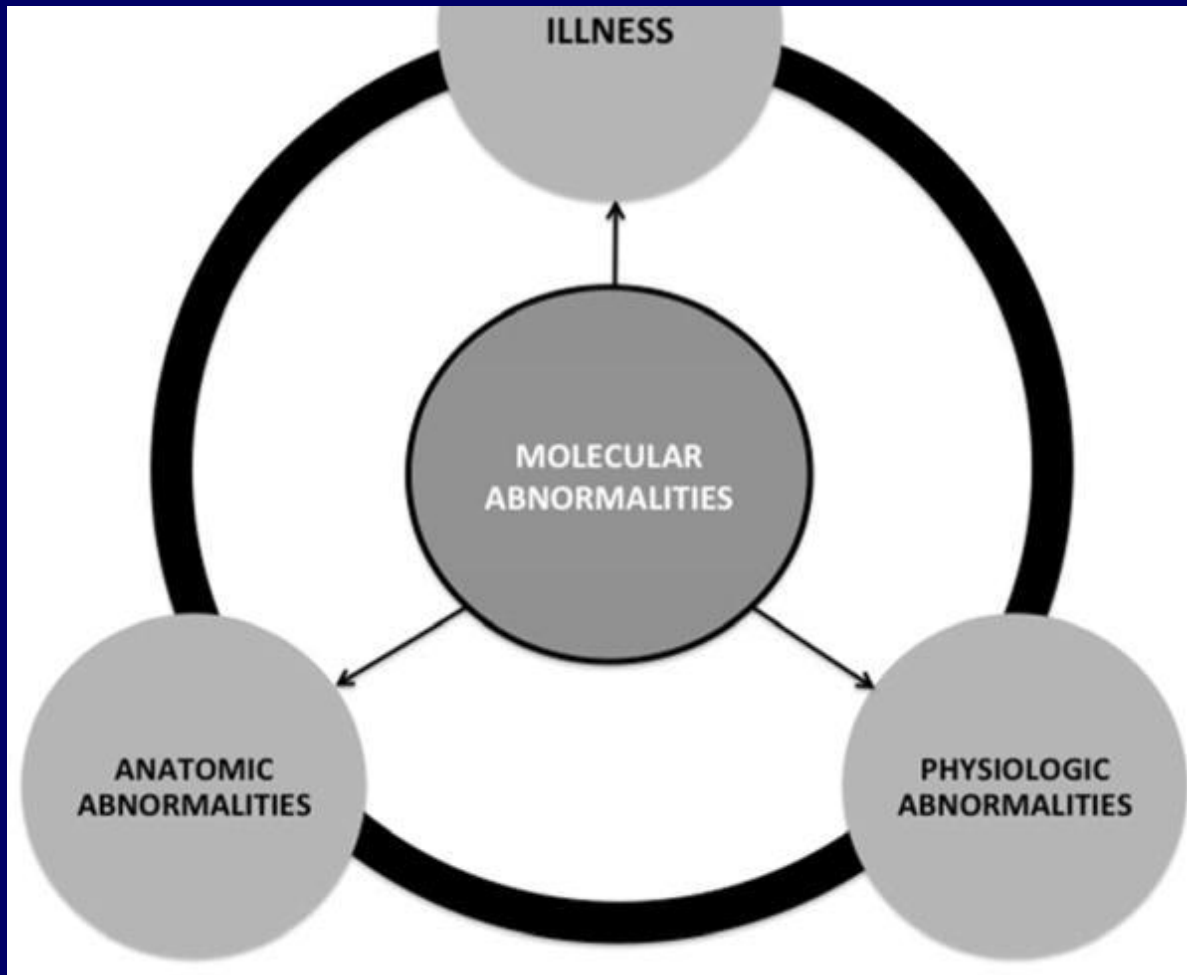 ILLNESS
MOLECULAR
ABNORMALITIES
ANATOMIC
ABNORMALITIES
PHYSIOLOGIC
ABNORMALITIES